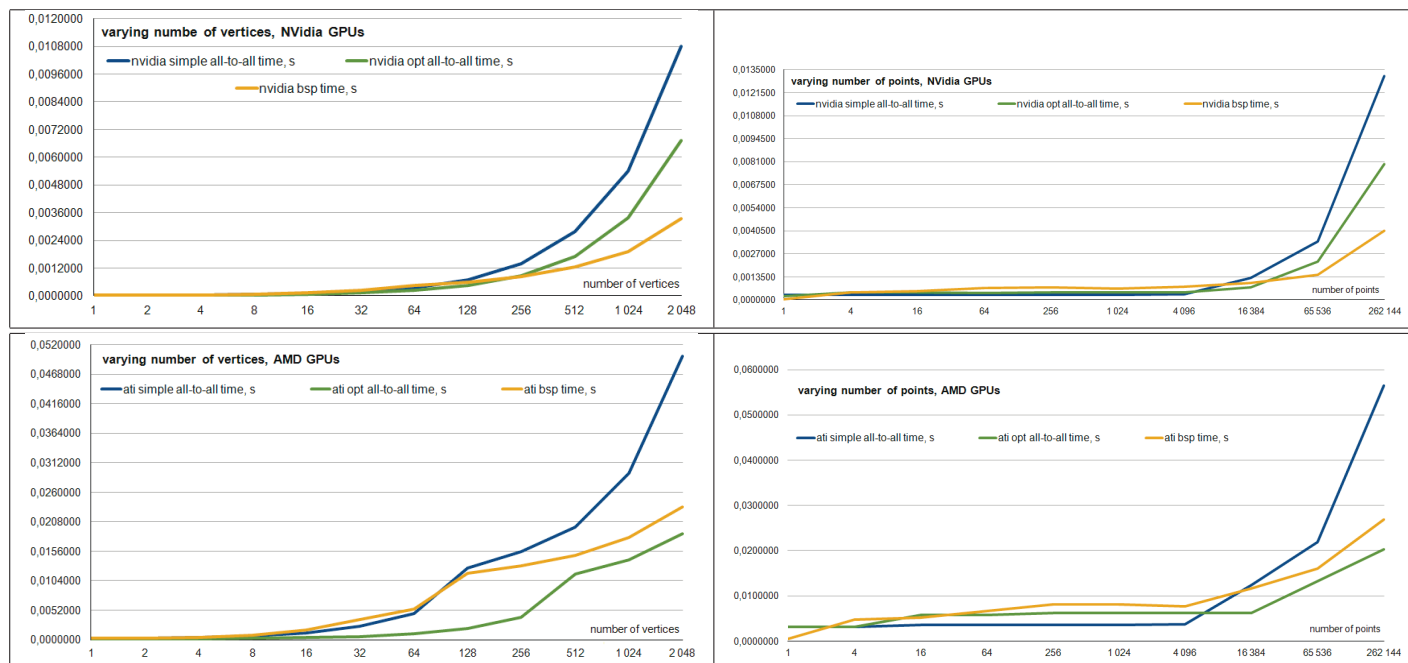 varying numbe of vertices, NVidia GPUs
nvidia simple all-to-all time, s
nvidia opt all-to-all time, s
nvidia bsp time, s
0,0120000
0,0108000
0,0096000
0,0084000
0,0072000
0,0060000
0,0048000
0,0036000
0,0024000
0,0012000
0,0000000
number of vertices
1 2 4 8 16 32 64 128 256 512 1 024 2 048
varying number of points, NVidia GPUs
nvidia simple all-to-all time, s
nvidia opt all-to-all time, s
nvidia bsp time, s
0,0135000
0,0121500
0,0108000
0,0094500
0,0081000
0,0067500
0,0054000
0,0040500
0,0027000
0,0013500
0,0000000
number of points
1 4 16 64 256 1 024 4 096 16 384 65 536 262 144
varying number of vertices, AMD GPUs
ati simple all-to-all time, s
ati opt all-to-all time, s
ati bsp time, s
0,0520000
0,0468000
0,0416000
0,0364000
0,0312000
0,0260000
0,0208000
0,0156000
0,0104000
0,0052000
0,0000000
number of vertices
1 2 4 8 16 32 64 128 256 512 1 024 2 048
varying number of points, AMD GPUs
ati simple all-to-all time, s
ati opt all-to-all time, s
ati bsp time, s
0,0600000
0,0500000
0,0400000
0,0300000
0,0200000
0,0100000
0,0000000
number of points
1 4 16 64 256 1 024 4 096 16 384 65 536 262 144